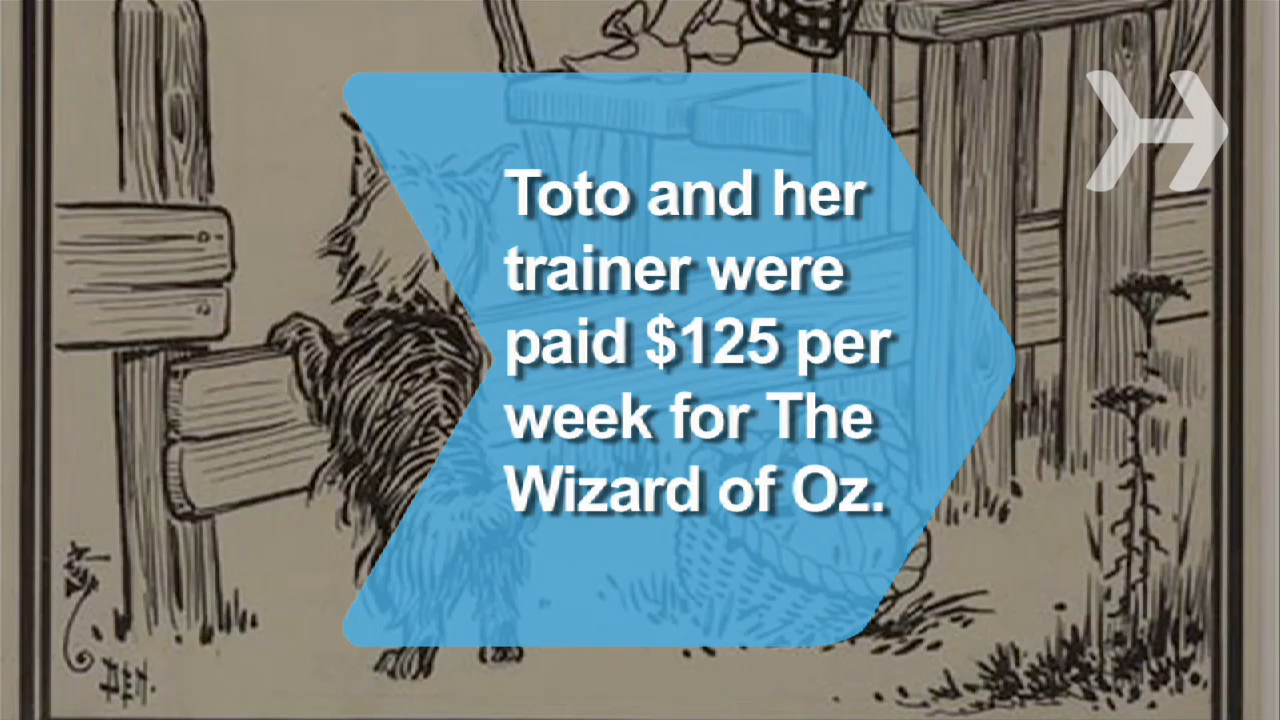 Toto and her
trainer were
paid $125 per
week for The
Wizard of Oz.